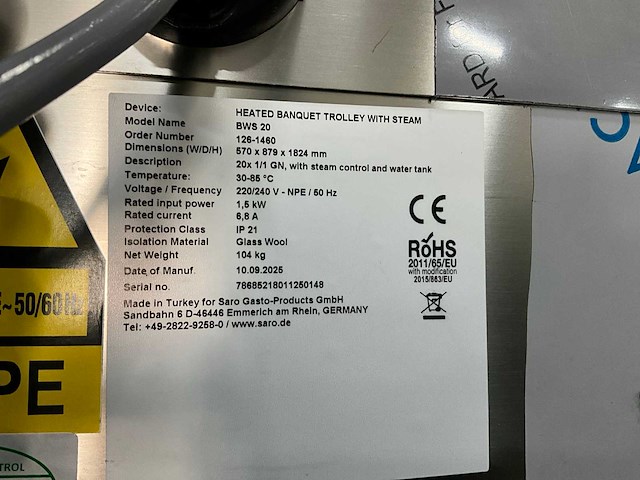 Device: HEATED BANQUET TROLLEY WITH STEAM
Model Name BWS 20
Order Number 126-1460
Dimensions (W/D/H) 570 x 879 x 1824 mm
Description 20x 1/1 GN, with steam control and water tank
Temperature: 30-85 °C
Voltage / Frequency 220/240 V - NPE / 50 Hz
Rated input power 1,5 kW
Rated current 6,8 A
Protection Class IP 21
Isolation Material Glass Wool
Net Weight 104 kg
Date of Manuf. 10.09.2025
Serial no. 78685218011250148
Made in Turkey for Saro Gasto-Products GmbH
Sandbahn 6 D-46446 Emmerich am Rhein, GERMANY
Tel: +49-2822-9258-0 / www.saro.de
CE
RoHS
2011/65/EU
with modification
2015/863/EU
~50/60
PE
TROL
ARD